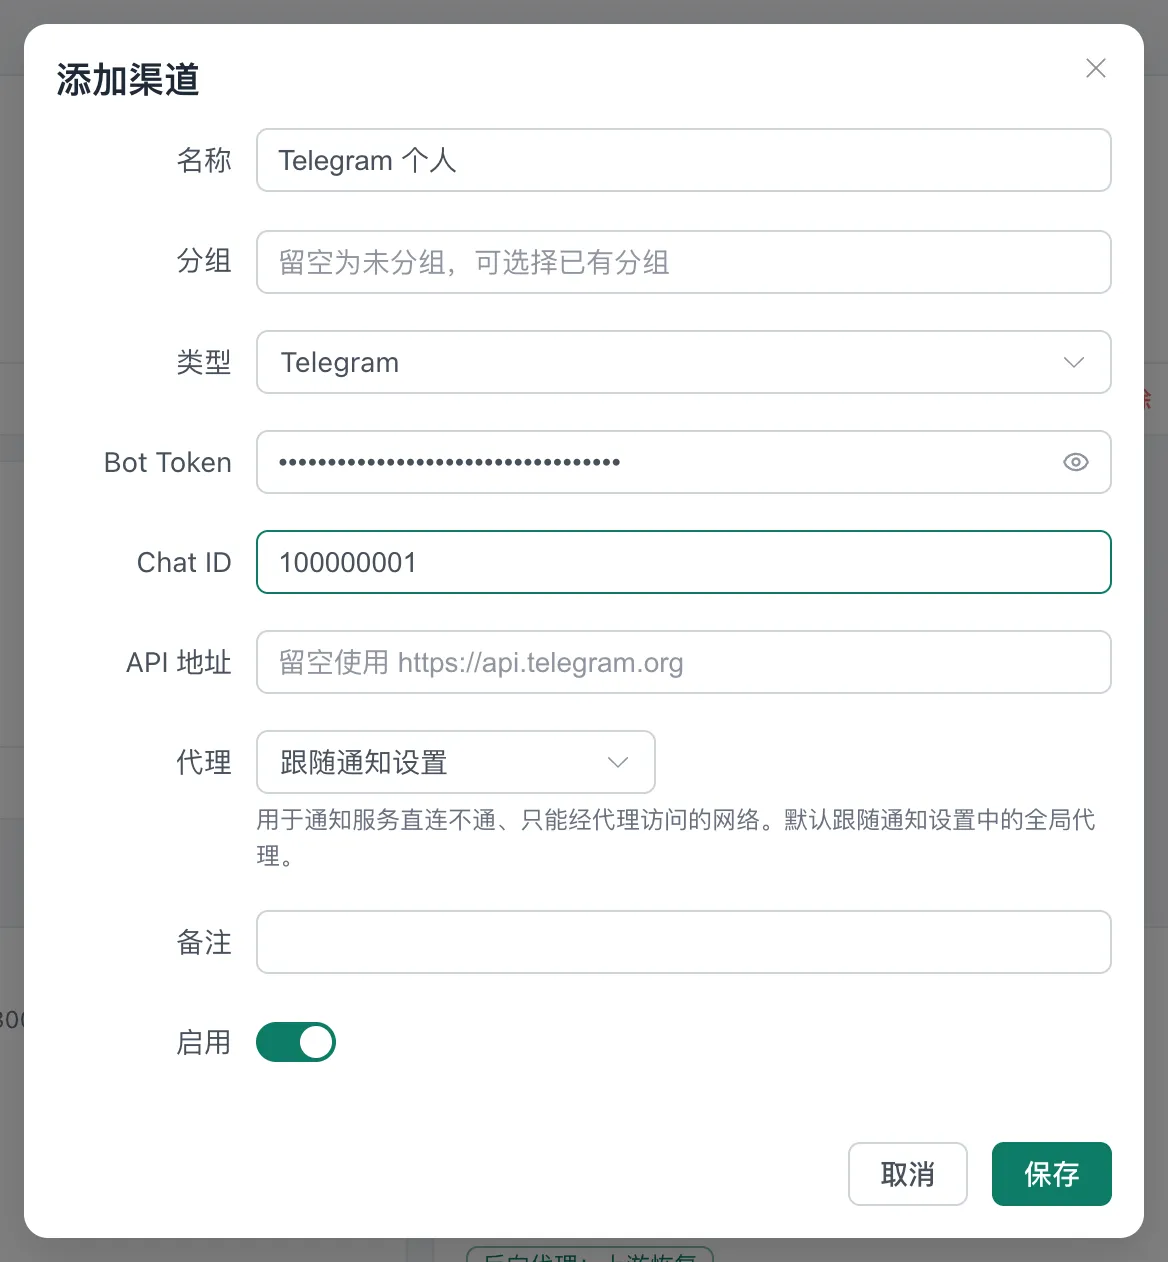 添加渠道
名称
Telegram 个人
分组
留空为未分组，可选择已有分组
类型
Telegram
Bot Token
•••••••••••••••••••••••••••••••••••
Chat ID
100000001
API 地址
留空使用 https://api.telegram.org
代理
跟随通知设置
用于通知服务直连不通、只能经代理访问的网络。默认跟随通知设置中的全局代
理。
备注
启用
取消
保存